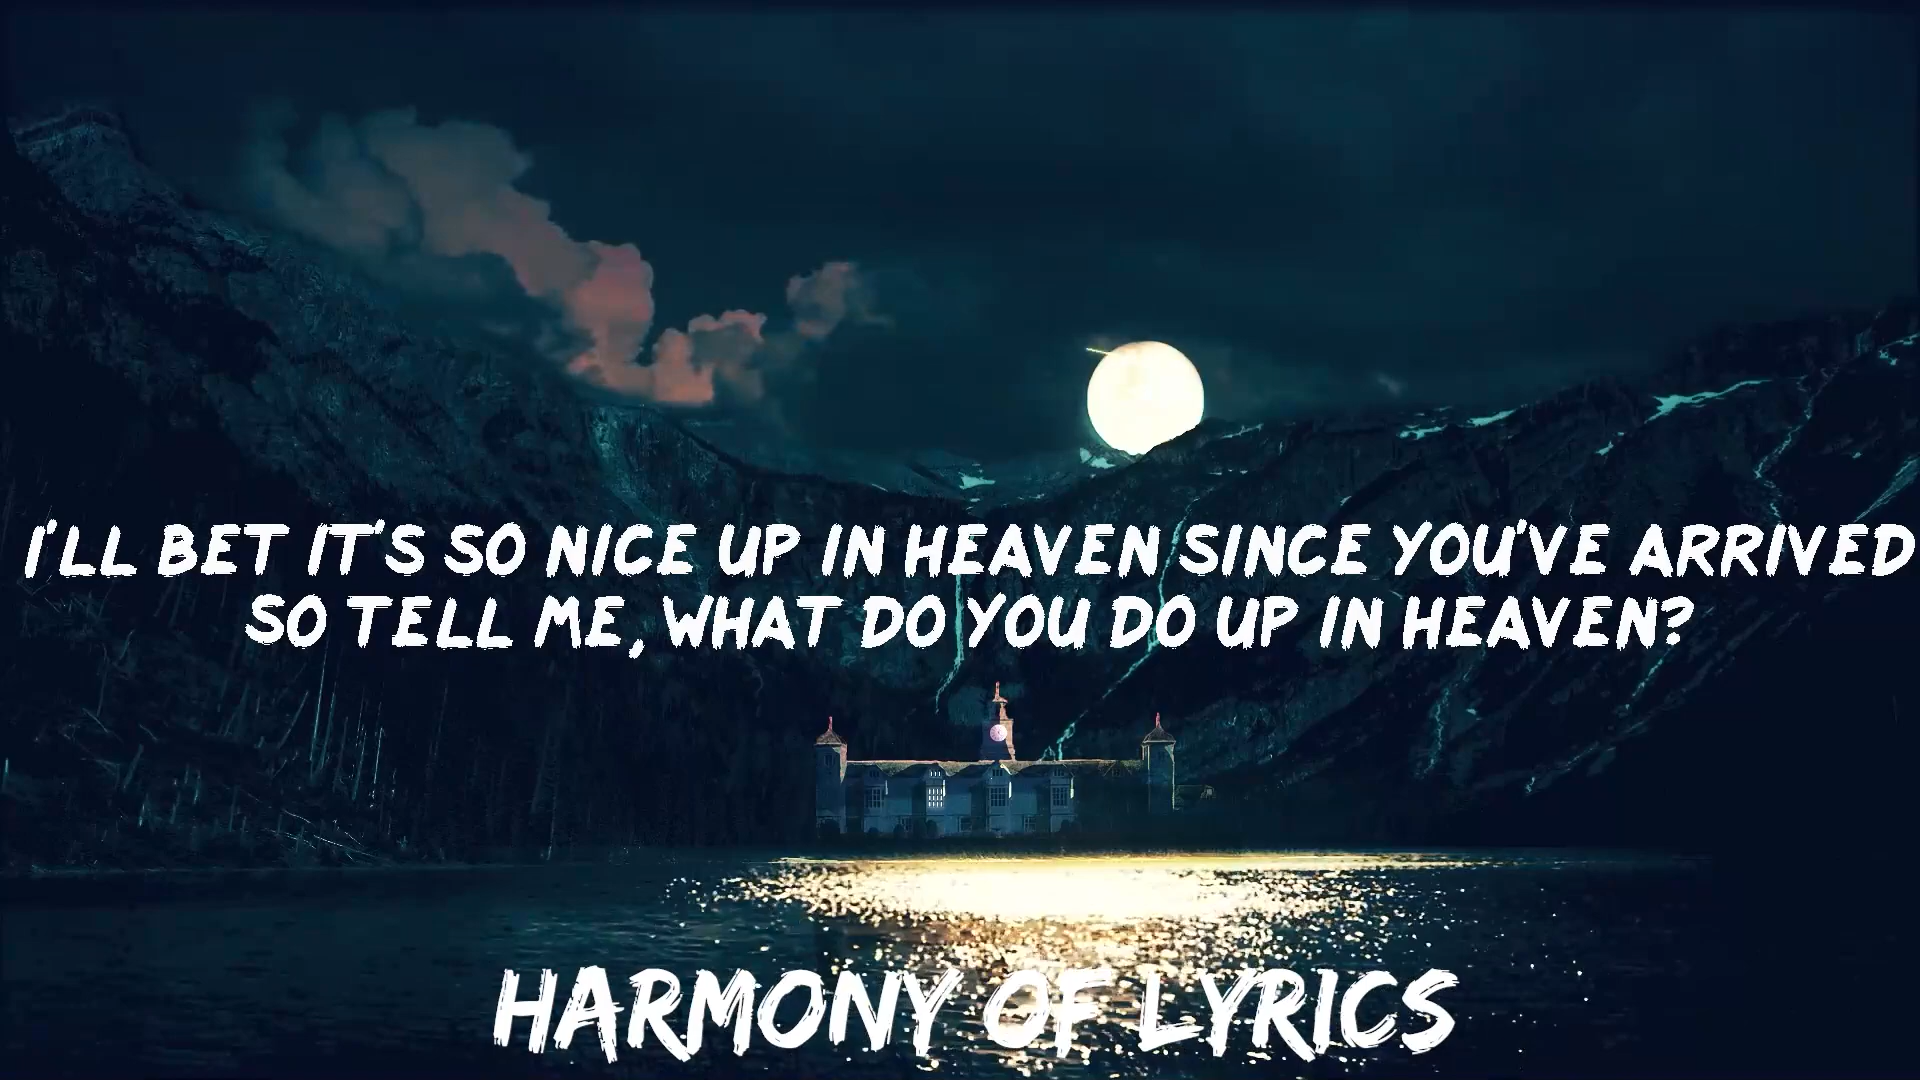 I'LL BET IT'S SO NICE UP IN HEAVEN SINCE YOU'VE ARRIVED
SO TELL ME, WHAT DO YOU DO UP IN HEAVEN?
HARMONY OF LYRICS